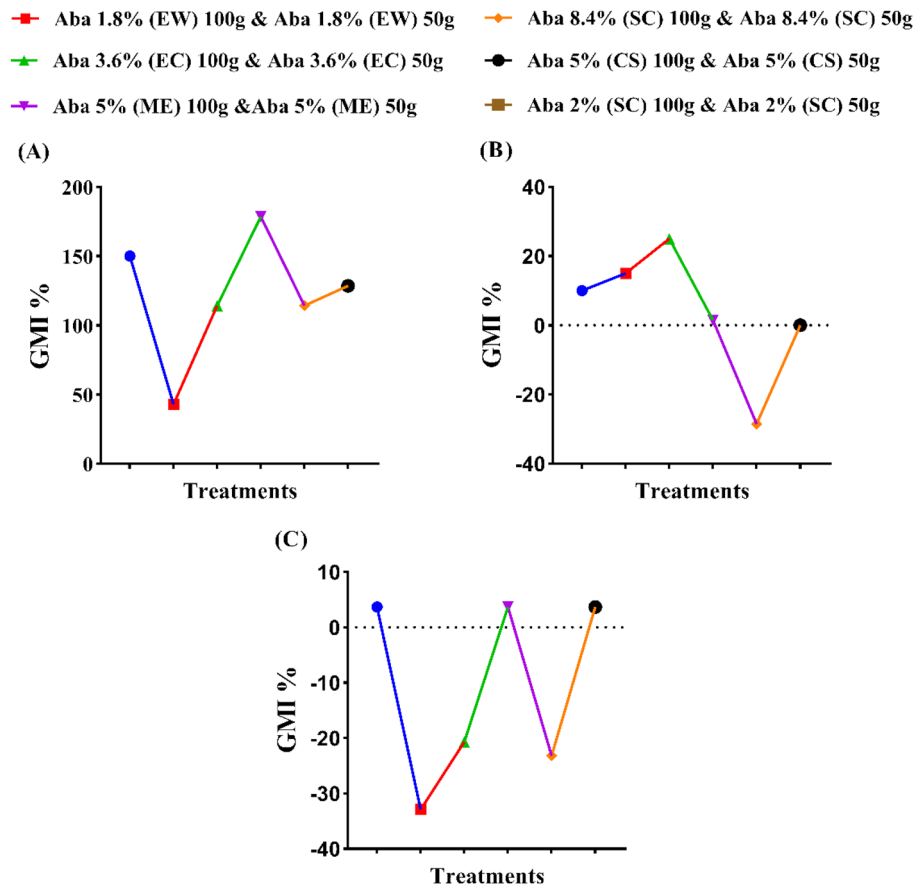 Aba 1.8% (EW) 100g & Aba 1.8% (EW) 50g
Aba 8.4% (SC) 100g & Aba 8.4% (SC) 50g
Aba 3.6% (EC) 100g & Aba 3.6% (EC) 50g
Aba 5% (CS) 100g & Aba 5% (CS) 50g
Aba 5% (ME) 100g &Aba 5% (ME) 50g
Aba 2% (SC) 100g & Aba 2% (SC) 50g
(A)
200
150
100
50
0
GMI %
Treatments
(B)
40
20
0
-20
-40
GMI %
Treatments
(C)
10
0
-10
-20
-30
-40
GMI %
Treatments